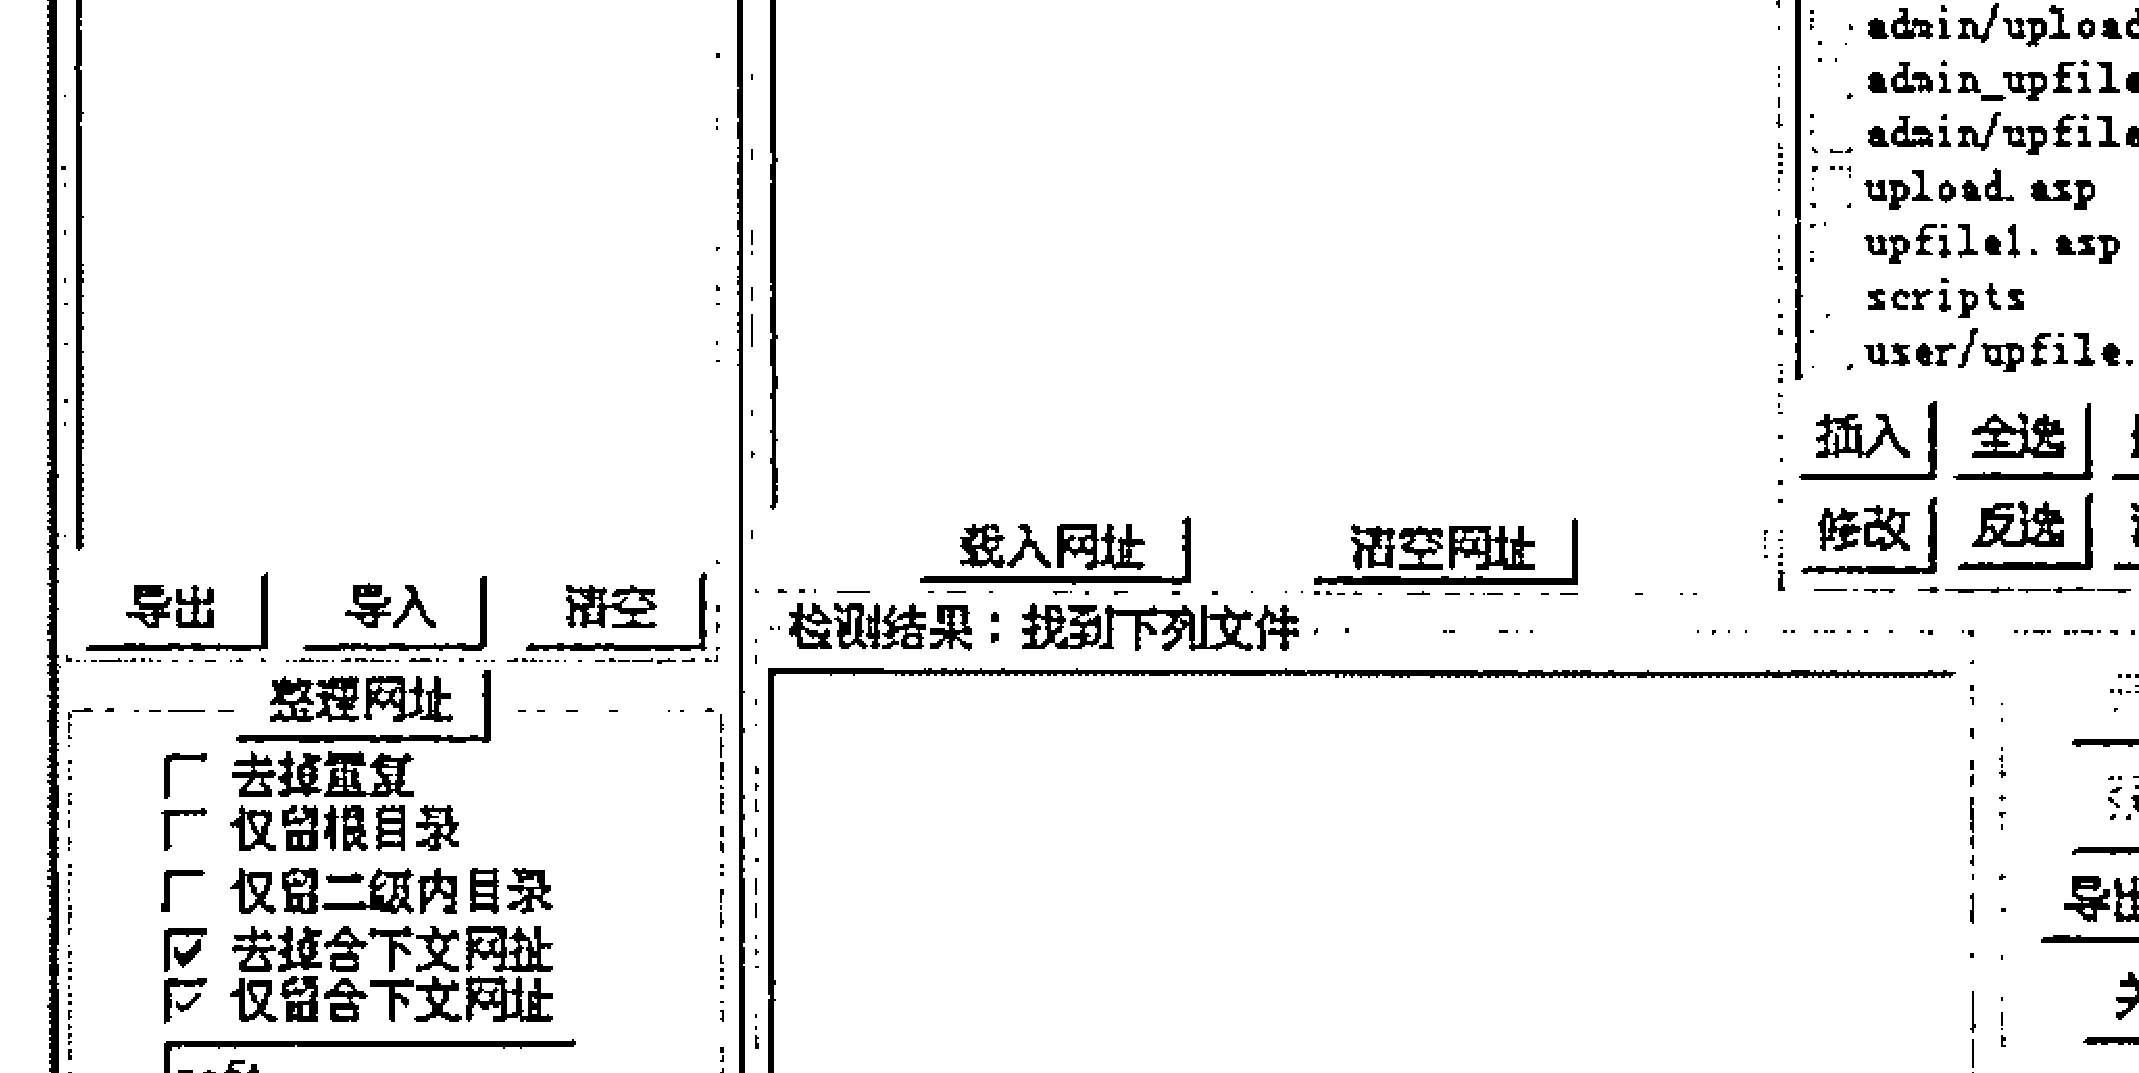 admin/upload
admin_upfile
admin/upfile
upload.asp
upfile1.asp
scripts
user/upfile.
插入 全选
修改 反选
载入网址 清空网址
导出 导入 清空
检测结果：找到下列文件
整理网址
去掉重复
仅留根目录
仅留二级内目录
导出
去掉含下文网址
仅留含下文网址